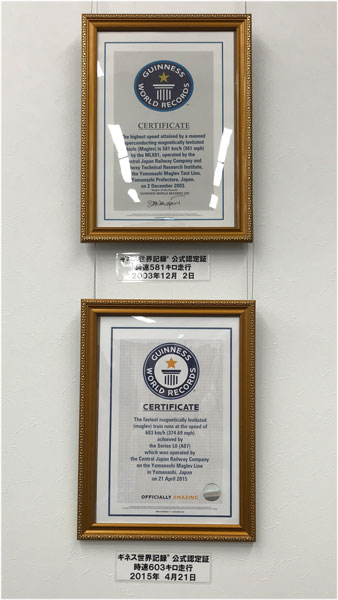 GUINNESS
WORLD RECORDS
CERTIFICATE
The highest speed attained by a manned
superconducting magnetically levitated
vehicle (Maglev) is 581 km/h (361 mph)
by the MLX01, operated by the
Central Japan Railway Company and
Railway Technical Research Institute,
on the Yamanashi Maglev Test Line,
Yamanashi Prefecture, Japan,
on 2 December 2003.
GUINNESS WORLD RECORDS LTD
世界記録® 公式認定証
時速581キロ走行
2003年12月 2日
GUINNESS
WORLD RECORDS
CERTIFICATE
The fastest magnetically levitated
(maglev) train runs at the speed of
603 km/h (374.69 mph)
achieved by
the Series L0 (A07)
which was operated by
the Central Japan Railway Company
on the Yamanashi Maglev Line
in Yamanashi, Japan
on 21 April 2015
OFFICIALLY AMAZING
ギネス世界記録® 公式認定証
時速603キロ走行
2015年 4月21日